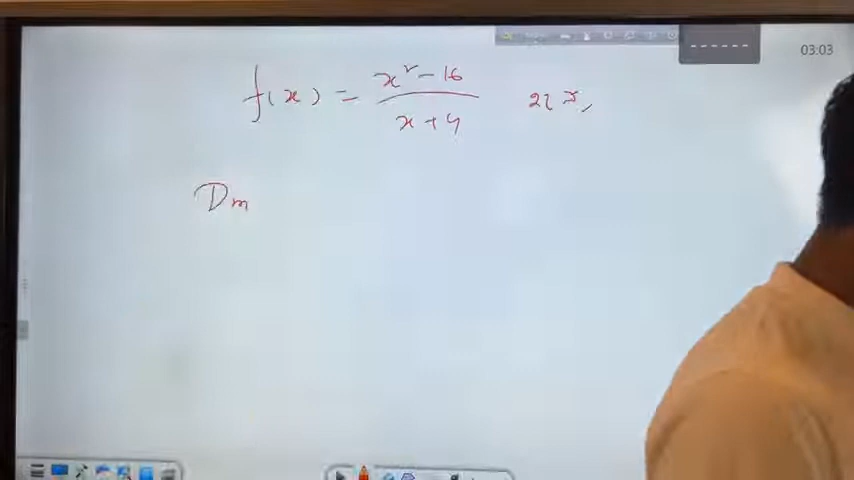 f(x) = (x² - 16) / (x + 4)
Dm
03:03